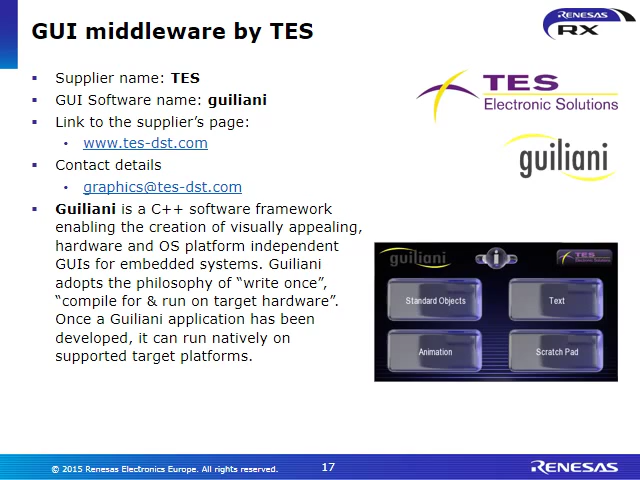 GUI middleware by TES
RENESAS
RX
Supplier name: TES
GUI Software name: guiliani
Link to the supplier's page:
www.tes-dst.com
Contact details
graphics@tes-dst.com
Guiliani is a C++ software framework
enabling the creation of visually appealing,
hardware and OS platform independent
GUIs for embedded systems. Guiliani
adopts the philosophy of “write once”,
“compile for & run on target hardware”.
Once a Guiliani application has been
developed, it can run natively on
supported target platforms.
TES
Electronic Solutions
guiliani
guiliani
i
TES
Standard Objects
Text
Animation
Scratch Pad
© 2015 Renesas Electronics Europe. All rights reserved.
17
RENESAS